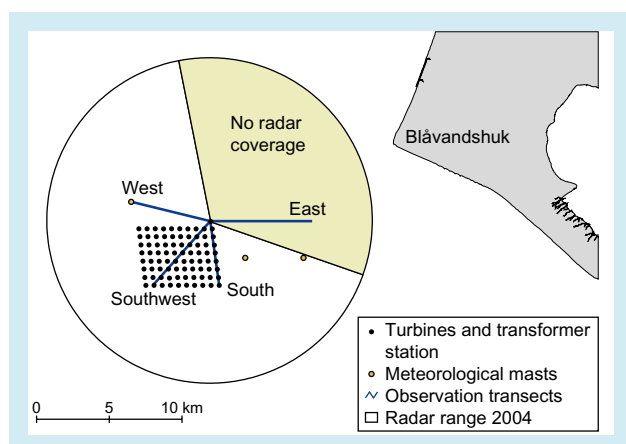 No radar
coverage
Blåvandshuk
West
East
Southwest
South
Turbines and transformer
station
Meteorological masts
Observation transects
Radar range 2004
0 5 10 km